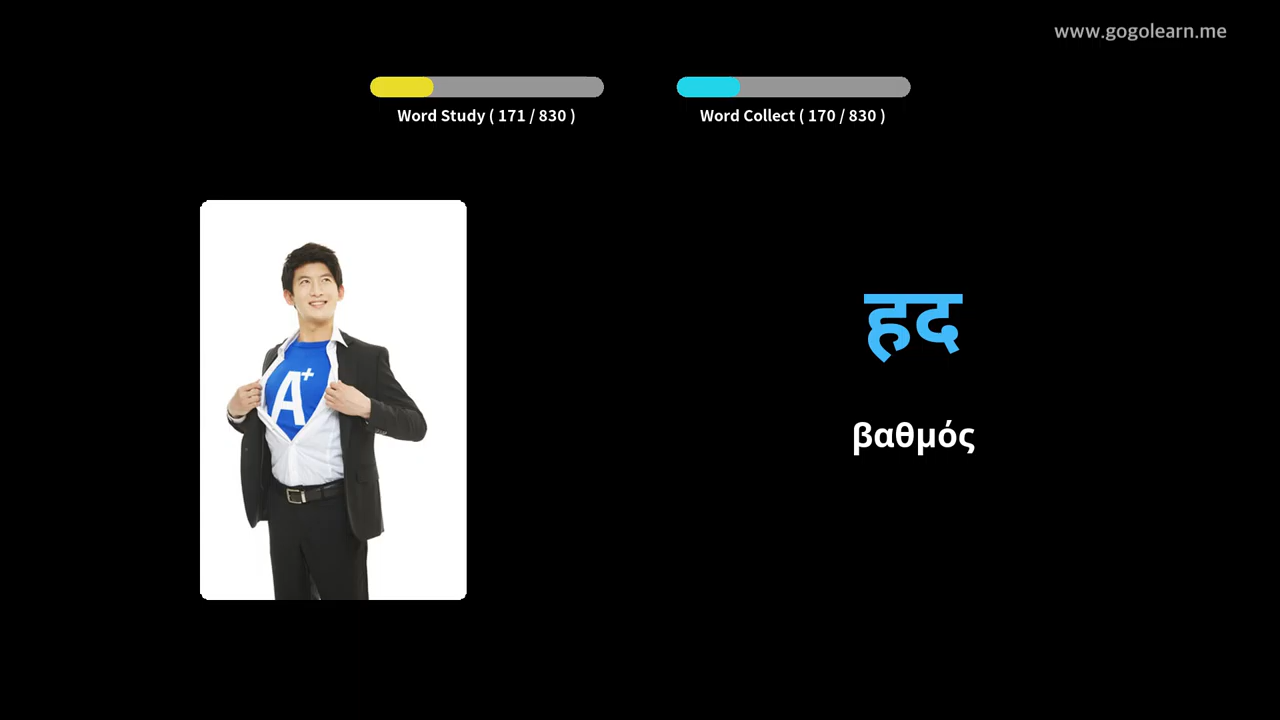 www.gogolearn.me
Word Study ( 171 / 830 )
Word Collect ( 170 / 830 )
A+
हद
βαθμός